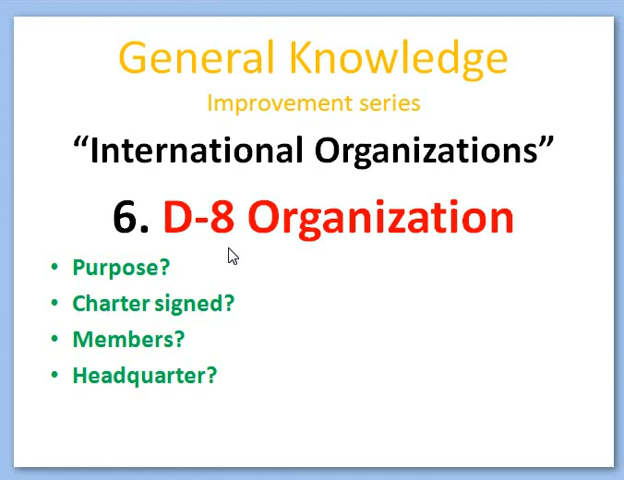 General Knowledge
Improvement series
“International Organizations”
6. D-8 Organization
• Purpose?
• Charter signed?
• Members?
• Headquarter?